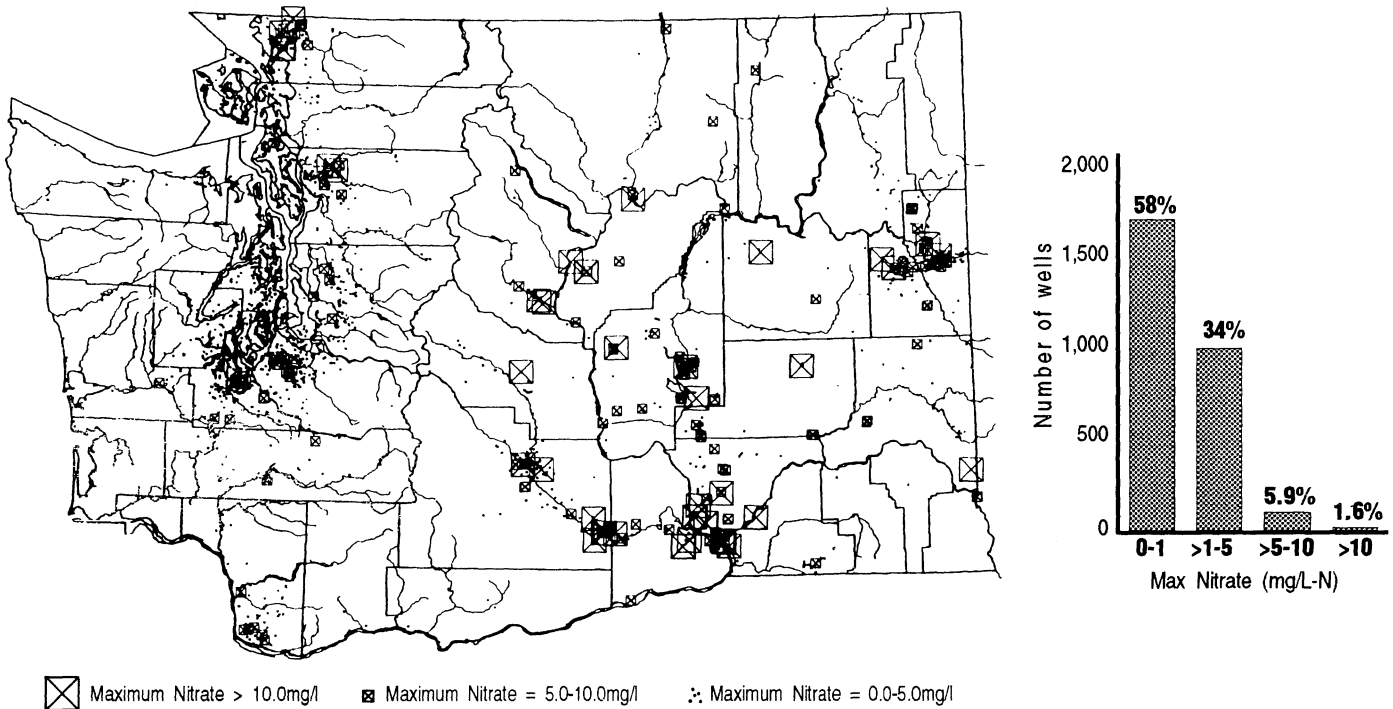 2,000
58%
1,500
34%
1,000
500
5.9%
1.6%
0
Number of wells
0-1 >1-5 >5-10 >10
Max Nitrate (mg/L-N)
Maximum Nitrate > 10.0mg/l Maximum Nitrate = 5.0-10.0mg/l Maximum Nitrate = 0.0-5.0mg/l